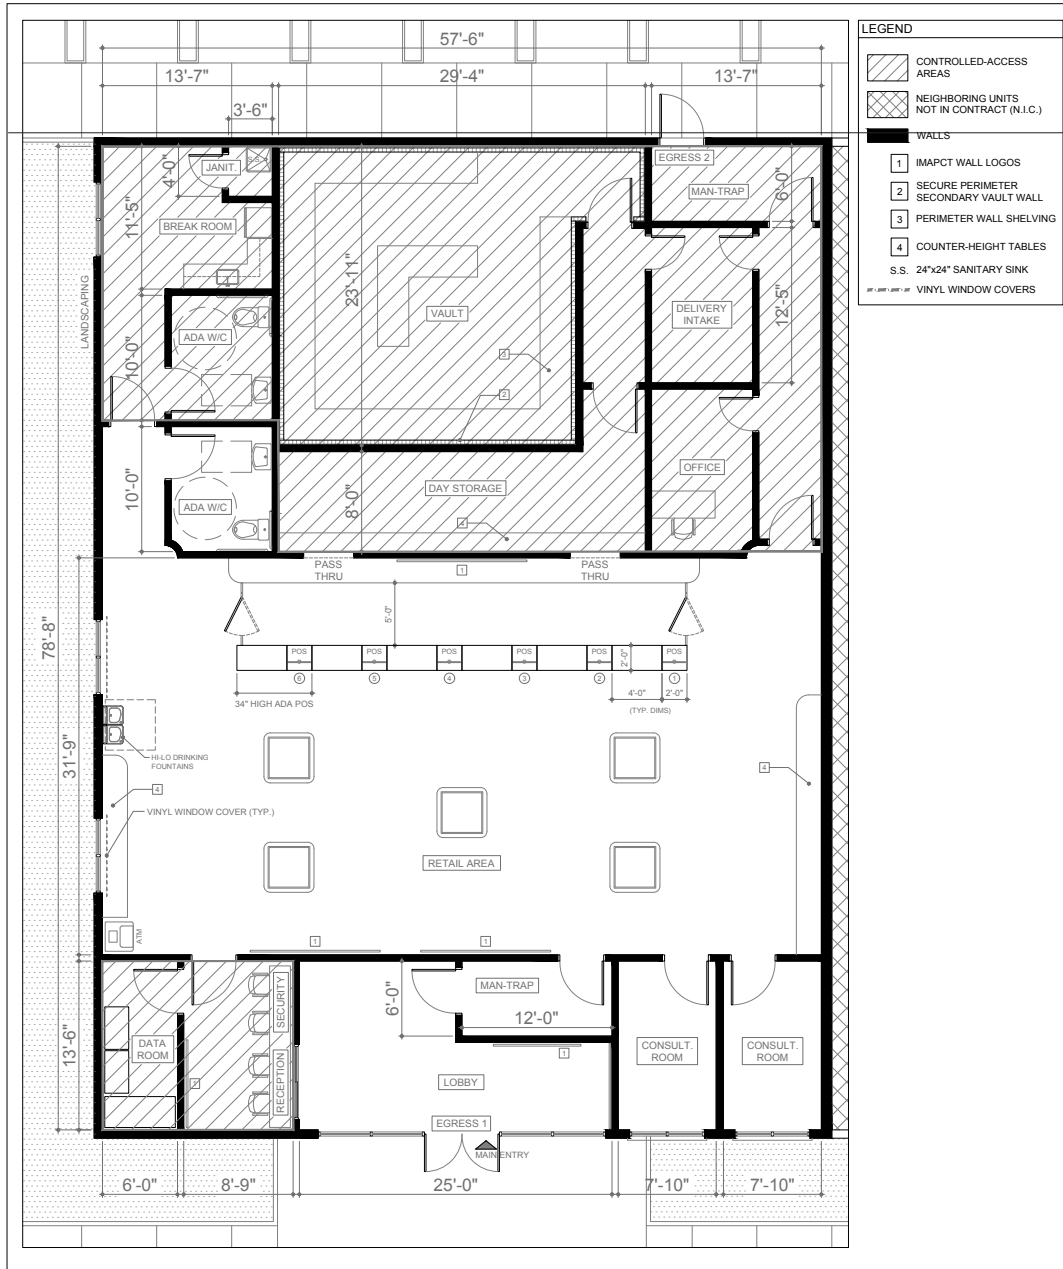 57'-6"
LEGEND
13'-7"
29'-4"
13'-7"
CONTROLLED-ACCESS
AREAS
3'-6"
NEIGHBORING UNITS
NOT IN CONTRACT (N.I.C.)
WALLS
1 IMAPCT WALL LOGOS
2 SECURE PERIMETER
SECONDARY VAULT WALL
3 PERIMETER WALL SHELVING
4 COUNTER-HEIGHT TABLES
S.S. 24"x24" SANITARY SINK
VINYL WINDOW COVERS
EGRESS 2
S.S.
JANIT.
4'-0"
MAN-TRAP
6'-0"
11'-5"
BREAK ROOM
LANDSCAPING
23'-11"
VAULT
DELIVERY
INTAKE
12'-5"
ADA W/C
10'-0"
3
2
OFFICE
DAY STORAGE
10'-0"
ADA W/C
8'-0"
4
PASS
THRU
1
PASS
THRU
5'-0"
78'-8"
POS
POS
POS
POS
POS
POS
2'-0"
6
5
4
3
2
1
4'-0"
2'-0"
34" HIGH ADA POS
(TYP. DIMS)
31'-9"
HI-LO DRINKING
FOUNTAINS
4
4
VINYL WINDOW COVER (TYP.)
RETAIL AREA
ATM
1
1
SECURITY
MAN-TRAP
6'-0"
12'-0"
13'-6"
DATA
ROOM
CONSULT.
ROOM
CONSULT.
ROOM
1
RECEPTION
1
LOBBY
EGRESS 1
MAIN ENTRY
6'-0"
8'-9"
25'-0"
7'-10"
7'-10"